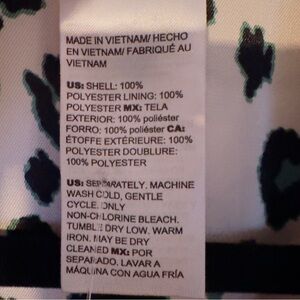 MADE IN VIETNAM/ HECHO
EN VIETNAM/ FABRIQUÉ AU
VIETNAM
US: SHELL: 100%
POLYESTER LINING: 100%
POLYESTER MX: TELA
EXTERIOR: 100% poliéster
FORRO: 100% poliéster CA:
ÉTOFFE EXTÉRIEURE: 100%
POLYESTER DOUBLURE:
100% POLYESTER
US: SEPARATELY. MACHINE
WASH COLD, GENTLE
CYCLE. ONLY
NON-CHLORINE BLEACH.
TUMBLE DRY LOW. WARM
IRON. MAY BE DRY
CLEANED MX: POR
SEPARADO. LAVAR A
MÁQUINA CON AGUA FRÍA